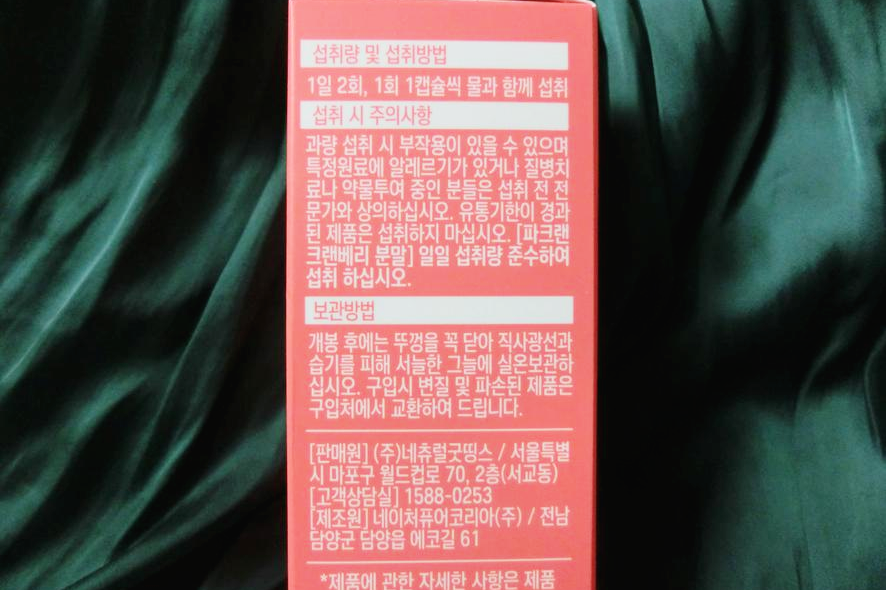 섭취량 및 섭취방법
1일 2회, 1회 1캡슐씩 물과 함께 섭취
섭취 시 주의사항
과량 섭취 시 부작용이 있을 수 있으며
특정원료에 알레르기가 있거나 질병치
료나 약물투여 중인 분들은 섭취 전 전
문가와 상의하십시오. 유통기한이 경과
된 제품은 섭취하지 마십시오. [파크랜
크랜베리 분말] 일일 섭취량 준수하여
섭취 하십시오.
보관방법
개봉 후에는 뚜껑을 꼭 닫아 직사광선과
습기를 피해 서늘한 그늘에 실온보관하
십시오. 구입시 변질 및 파손된 제품은
구입처에서 교환하여 드립니다.
[판매원] (주)네츄럴굿띵스 / 서울특별
시 마포구 월드컵로 70, 2층(서교동)
[고객상담실] 1588-0253
[제조원] 네이처퓨어코리아(주) / 전남
담양군 담양읍 에코길 61
*제품에 관한 자세한 사항은 제품